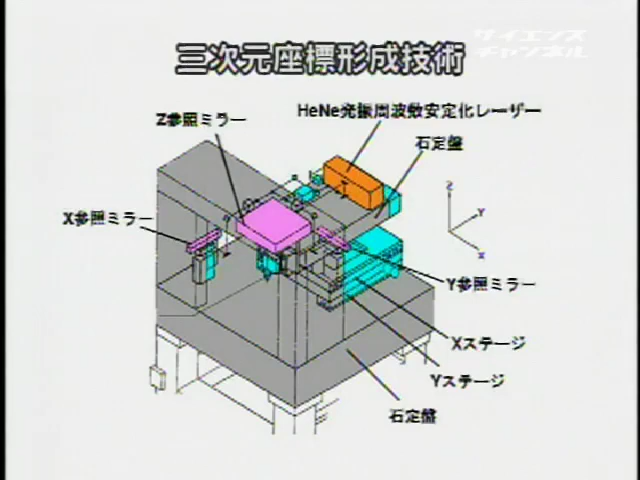 サイエンス
チャンネル
三次元座標形成技術
Z参照ミラー
HeNe発振周波数安定化レーザー
石定盤
Z
Y
X
X参照ミラー
Y参照ミラー
Xステージ
Yステージ
石定盤